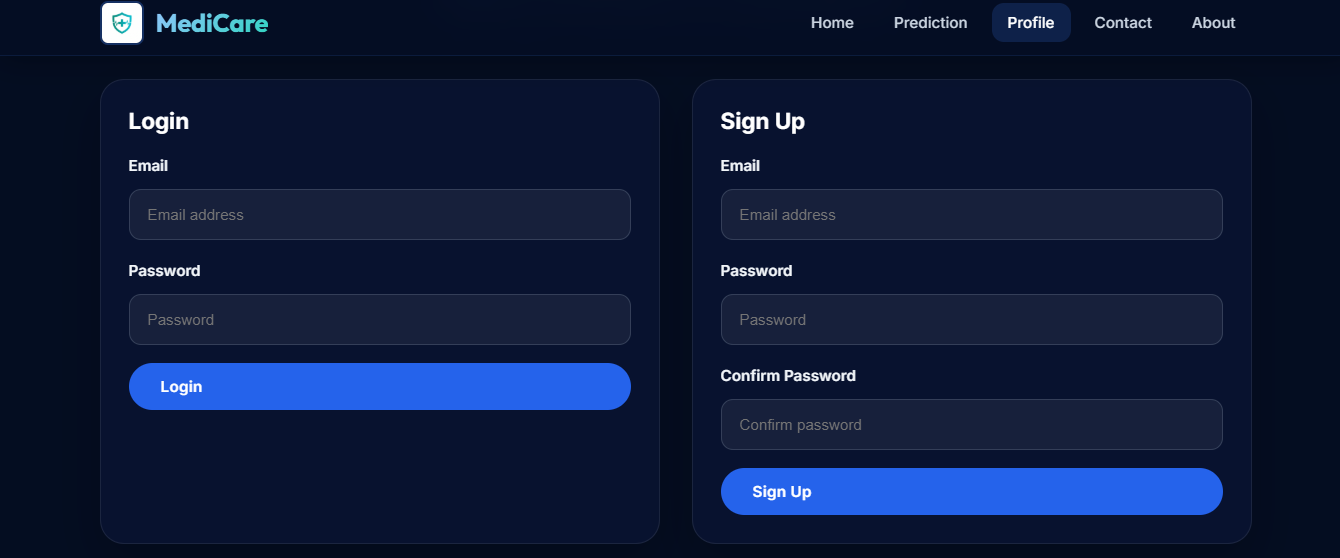 MediCare
Home Prediction Profile Contact About
Login
Email
Email address
Password
Password
Login
Sign Up
Email
Email address
Password
Password
Confirm Password
Confirm password
Sign Up